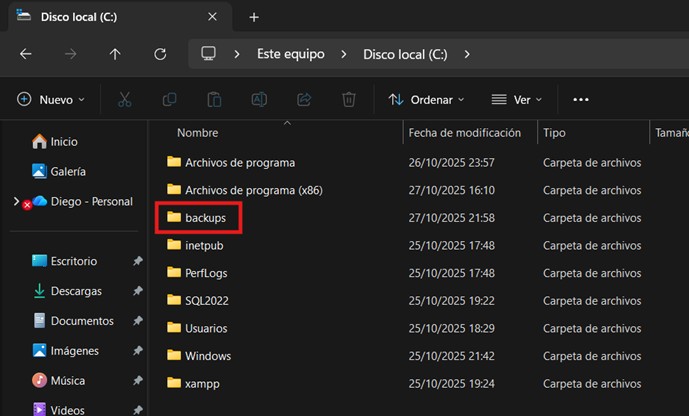 Disco local (C:)
Este equipo > Disco local (C:) >
Nuevo Ordenar Ver
Nombre Fecha de modificación Tipo Tamaño
Inicio
Galería
Diego - Personal
Escritorio
Descargas
Documentos
Imágenes
Música
Vídeos
Archivos de programa 26/10/2025 23:57 Carpeta de archivos
Archivos de programa (x86) 27/10/2025 16:10 Carpeta de archivos
backups 27/10/2025 21:58 Carpeta de archivos
inetpub 25/10/2025 17:48 Carpeta de archivos
PerfLogs 25/10/2025 17:48 Carpeta de archivos
SQL2022 25/10/2025 19:22 Carpeta de archivos
Usuarios 25/10/2025 18:29 Carpeta de archivos
Windows 25/10/2025 21:42 Carpeta de archivos
xampp 25/10/2025 19:24 Carpeta de archivos